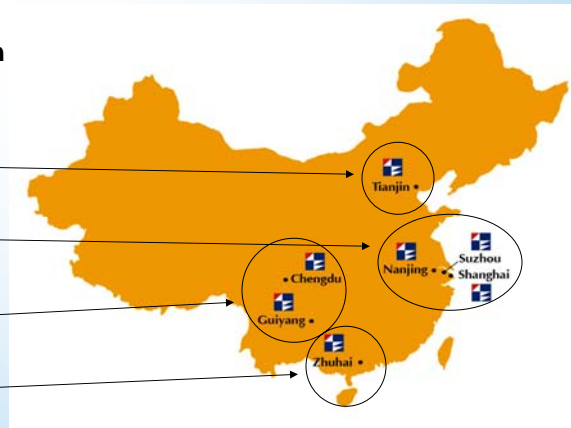 n
Tianjin
Suzhou
Nanjing
Shanghai
Chengdu
Guiyang
Zhuhai